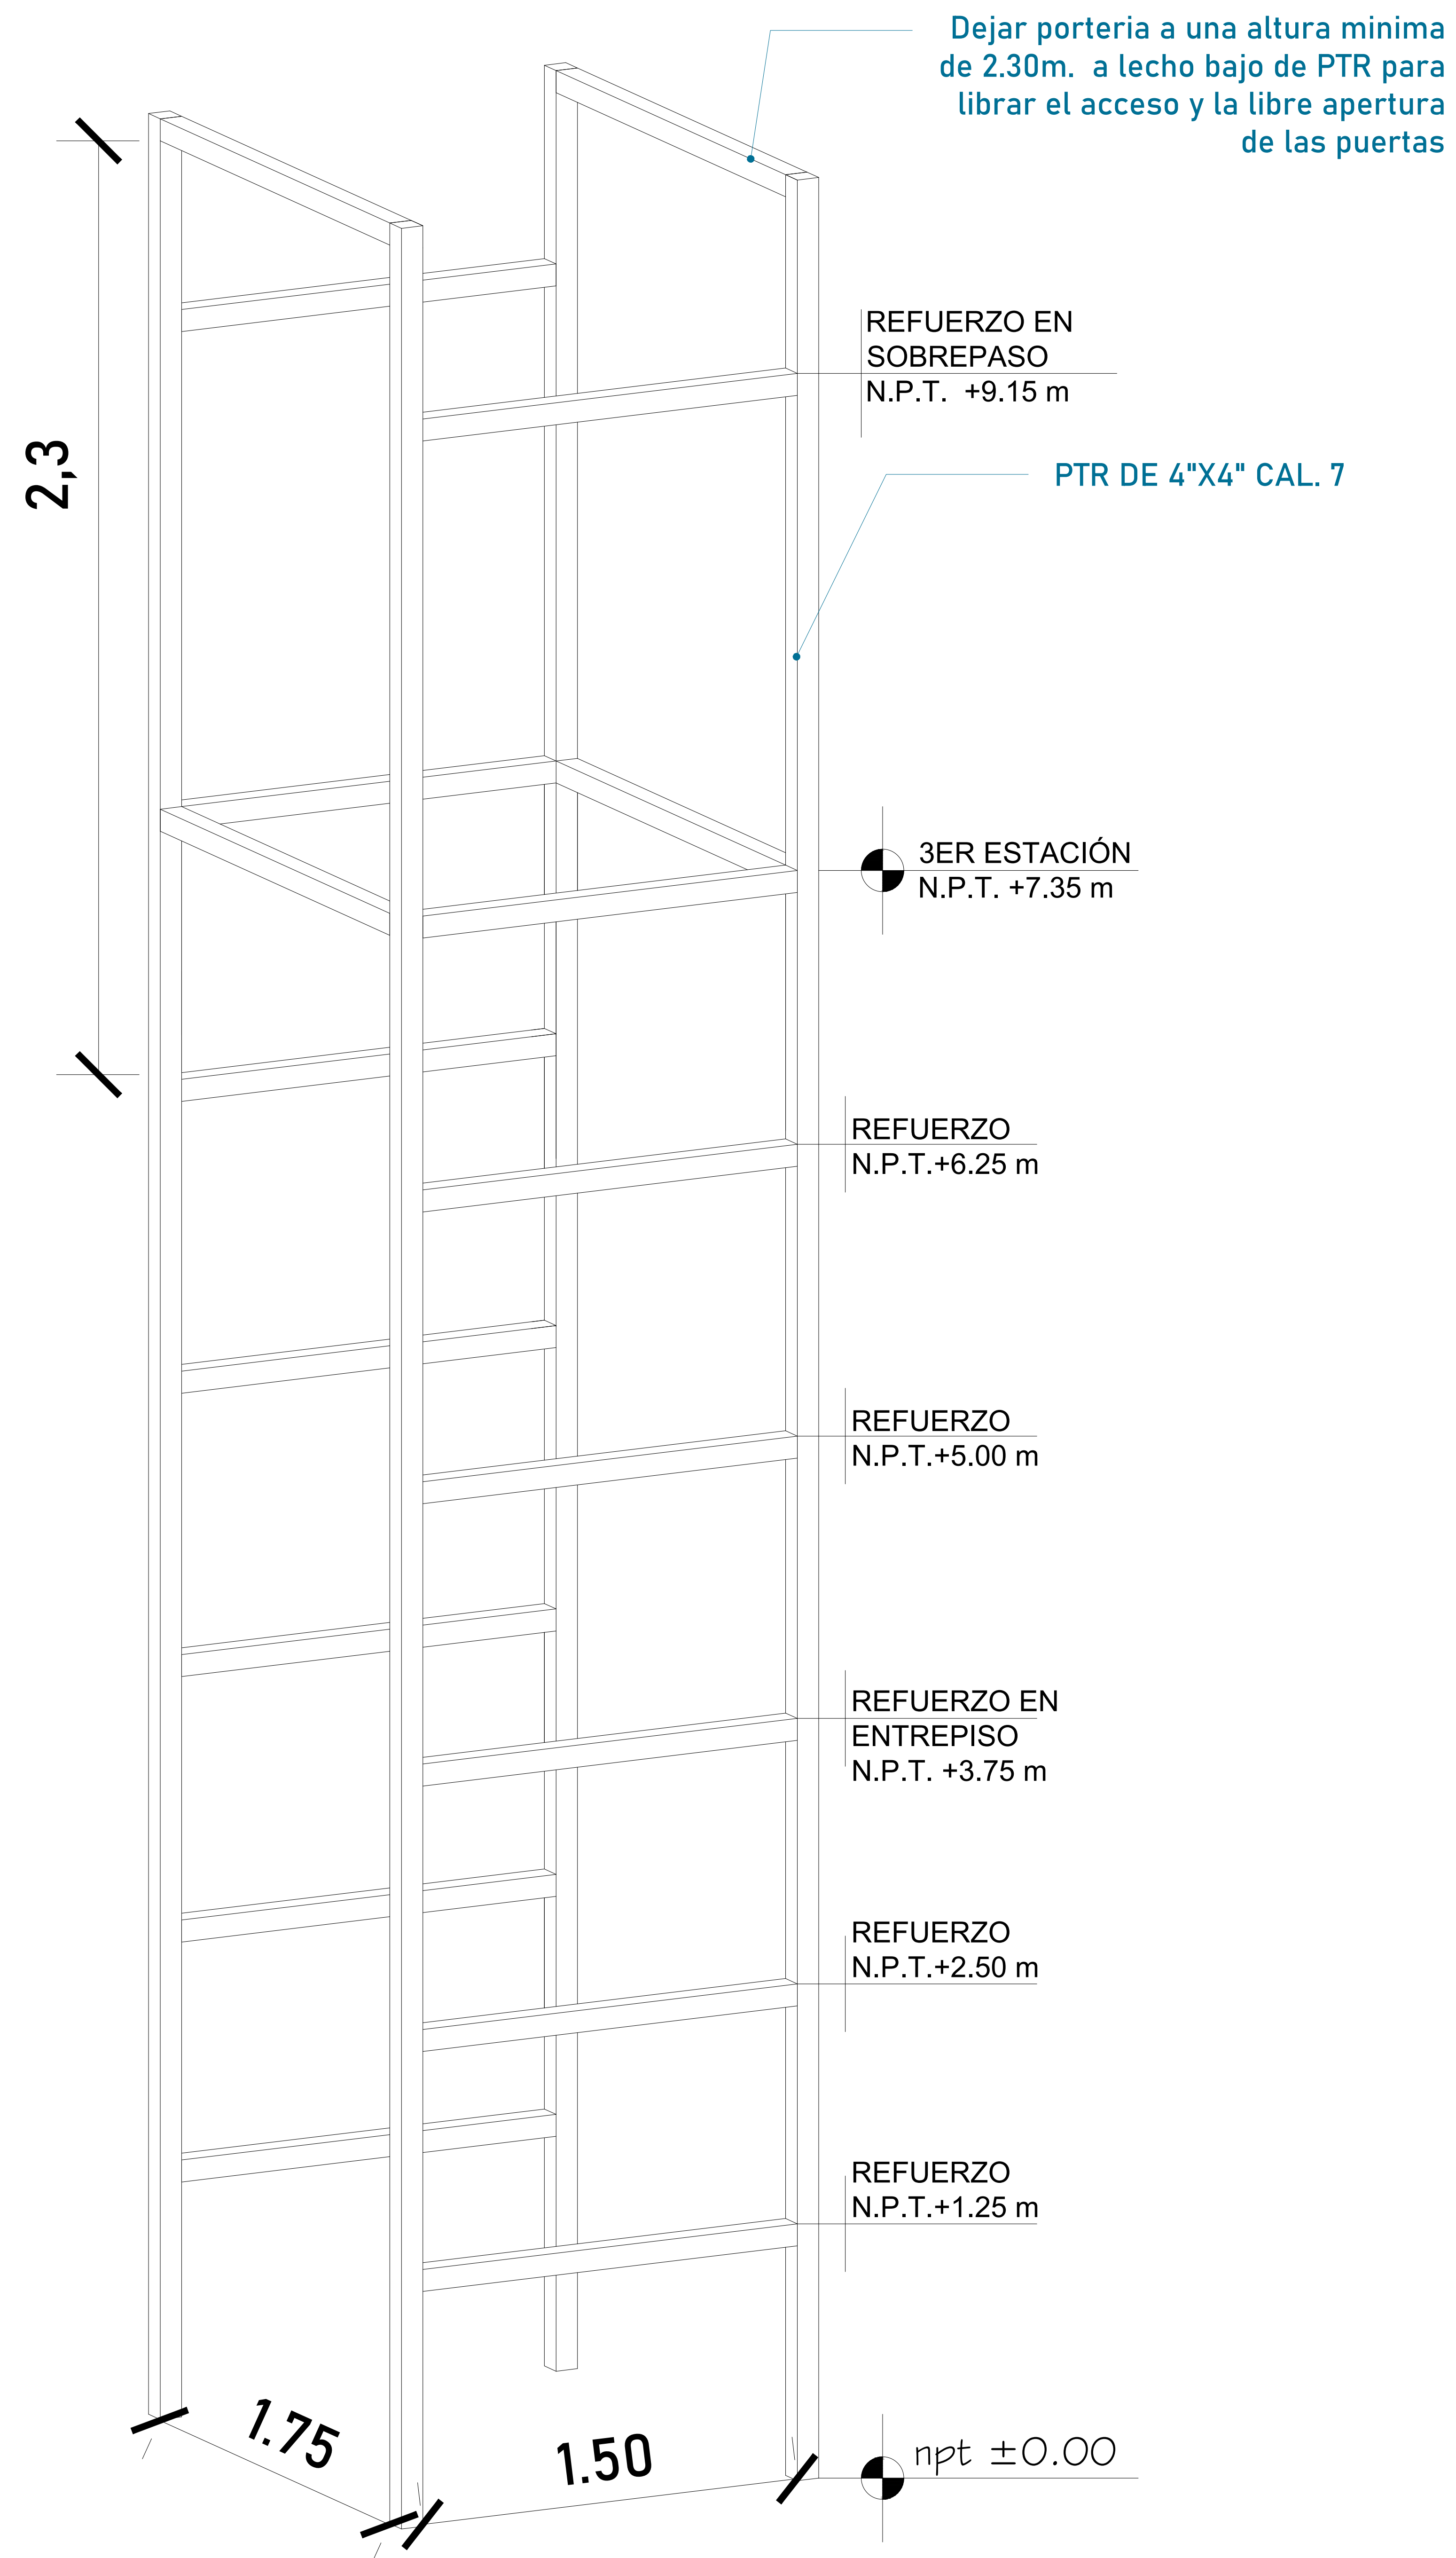 Dejar porteria a una altura minima
de 2.30m. a lecho bajo de PTR para
librar el acceso y la libre apertura
de las puertas
REFUERZO EN
SOBREPASO
N.P.T. +9.15 m
2,3
PTR DE 4"X4" CAL. 7
3ER ESTACIÓN
N.P.T. +7.35 m
REFUERZO
N.P.T.+6.25 m
REFUERZO
N.P.T.+5.00 m
REFUERZO EN
ENTREPISO
N.P.T. +3.75 m
REFUERZO
N.P.T.+2.50 m
REFUERZO
N.P.T.+1.25 m
1.75
1.50
npt ±0.00